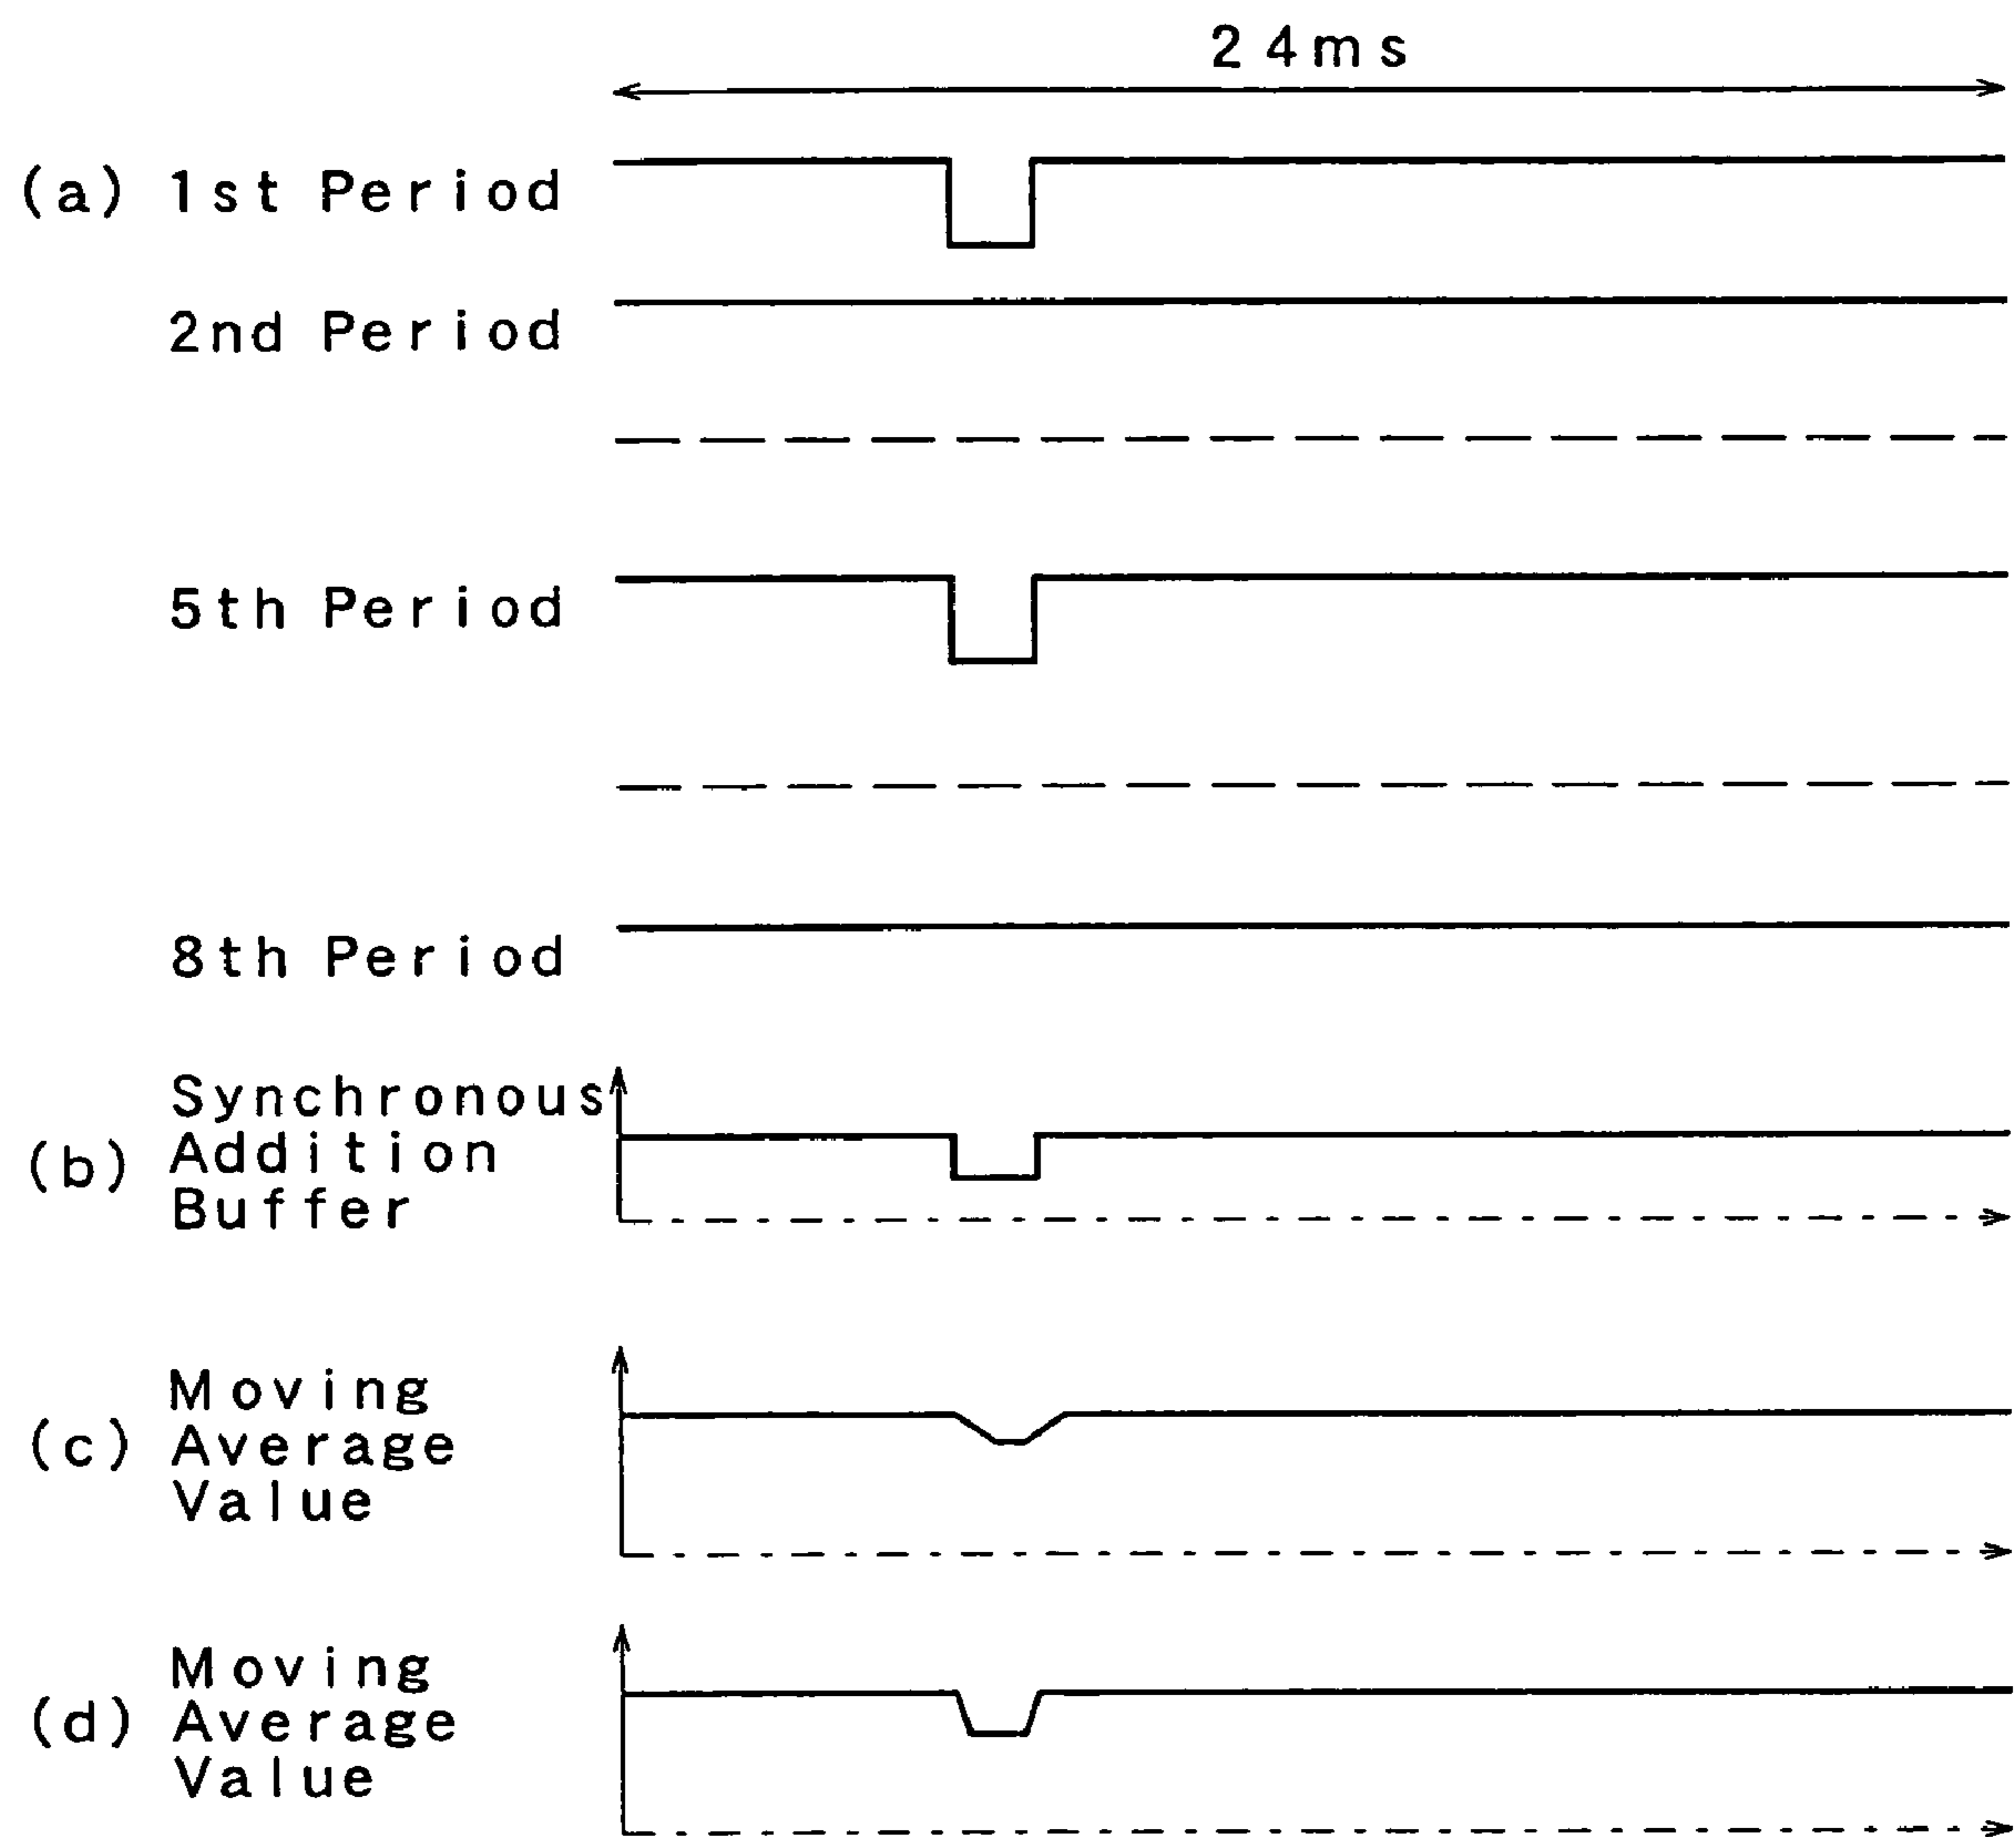 24ms
(a) 1st Period
2nd Period
5th Period
8th Period
Synchronous
(b) Addition
Buffer
Moving
(c) Average
Value
Moving
(d) Average
Value